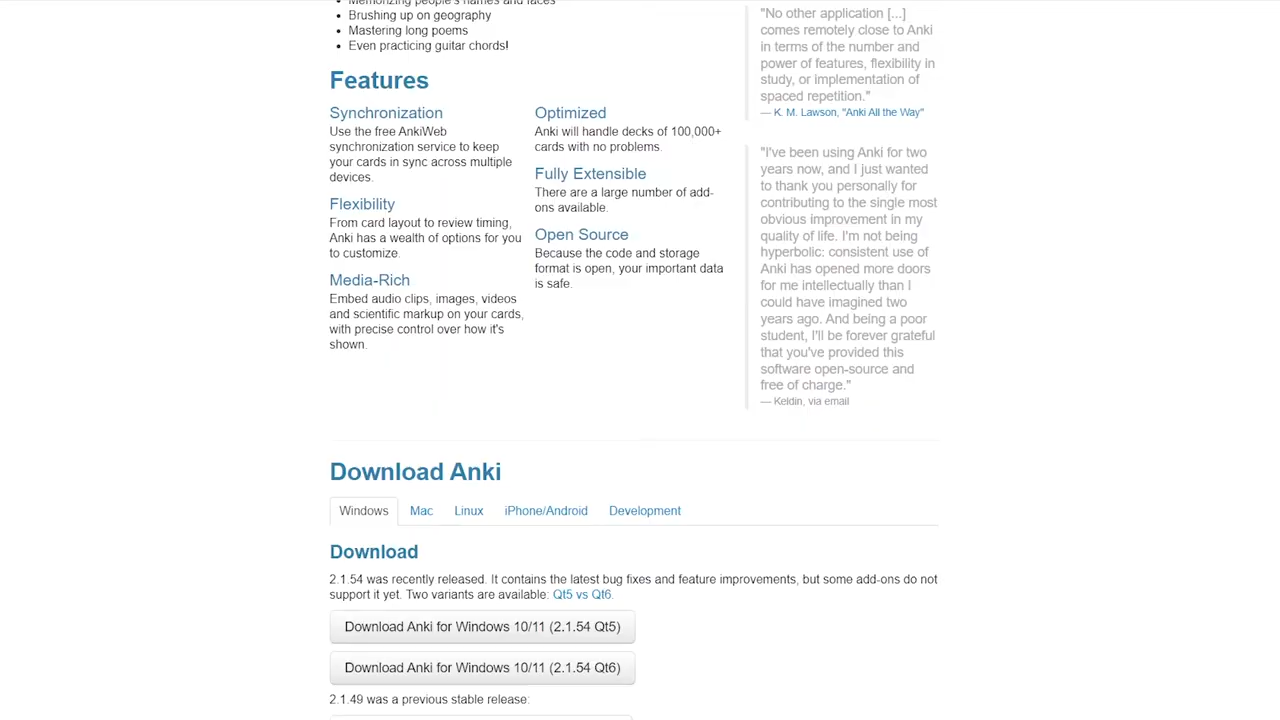 Memorizing people's names and faces
Brushing up on geography
Mastering long poems
Even practicing guitar chords!
Features
Synchronization
Use the free AnkiWeb
synchronization service to keep
your cards in sync across multiple
devices.
Flexibility
From card layout to review timing,
Anki has a wealth of options for you
to customize.
Media-Rich
Embed audio clips, images, videos
and scientific markup on your cards,
with precise control over how it's
shown.
Optimized
Anki will handle decks of 100,000+
cards with no problems.
Fully Extensible
There are a large number of add-
ons available.
Open Source
Because the code and storage
format is open, your important data
is safe.
"No other application [...]
comes remotely close to Anki
in terms of the number and
power of features, flexibility in
study, or implementation of
spaced repetition."
— K. M. Lawson, "Anki All the Way"
"I've been using Anki for two
years now, and I just wanted
to thank you personally for
contributing to the single most
obvious improvement in my
quality of life. I'm not being
hyperbolic: consistent use of
Anki has opened more doors
for me intellectually than I
could have imagined two
years ago. And being a poor
student, I'll be forever grateful
that you've provided this
software open-source and
free of charge."
— Keldin, via email
Download Anki
Windows Mac Linux iPhone/Android Development
Download
2.1.54 was recently released. It contains the latest bug fixes and feature improvements, but some add-ons do not
support it yet. Two variants are available: Qt5 vs Qt6.
Download Anki for Windows 10/11 (2.1.54 Qt5)
Download Anki for Windows 10/11 (2.1.54 Qt6)
2.1.49 was a previous stable release: